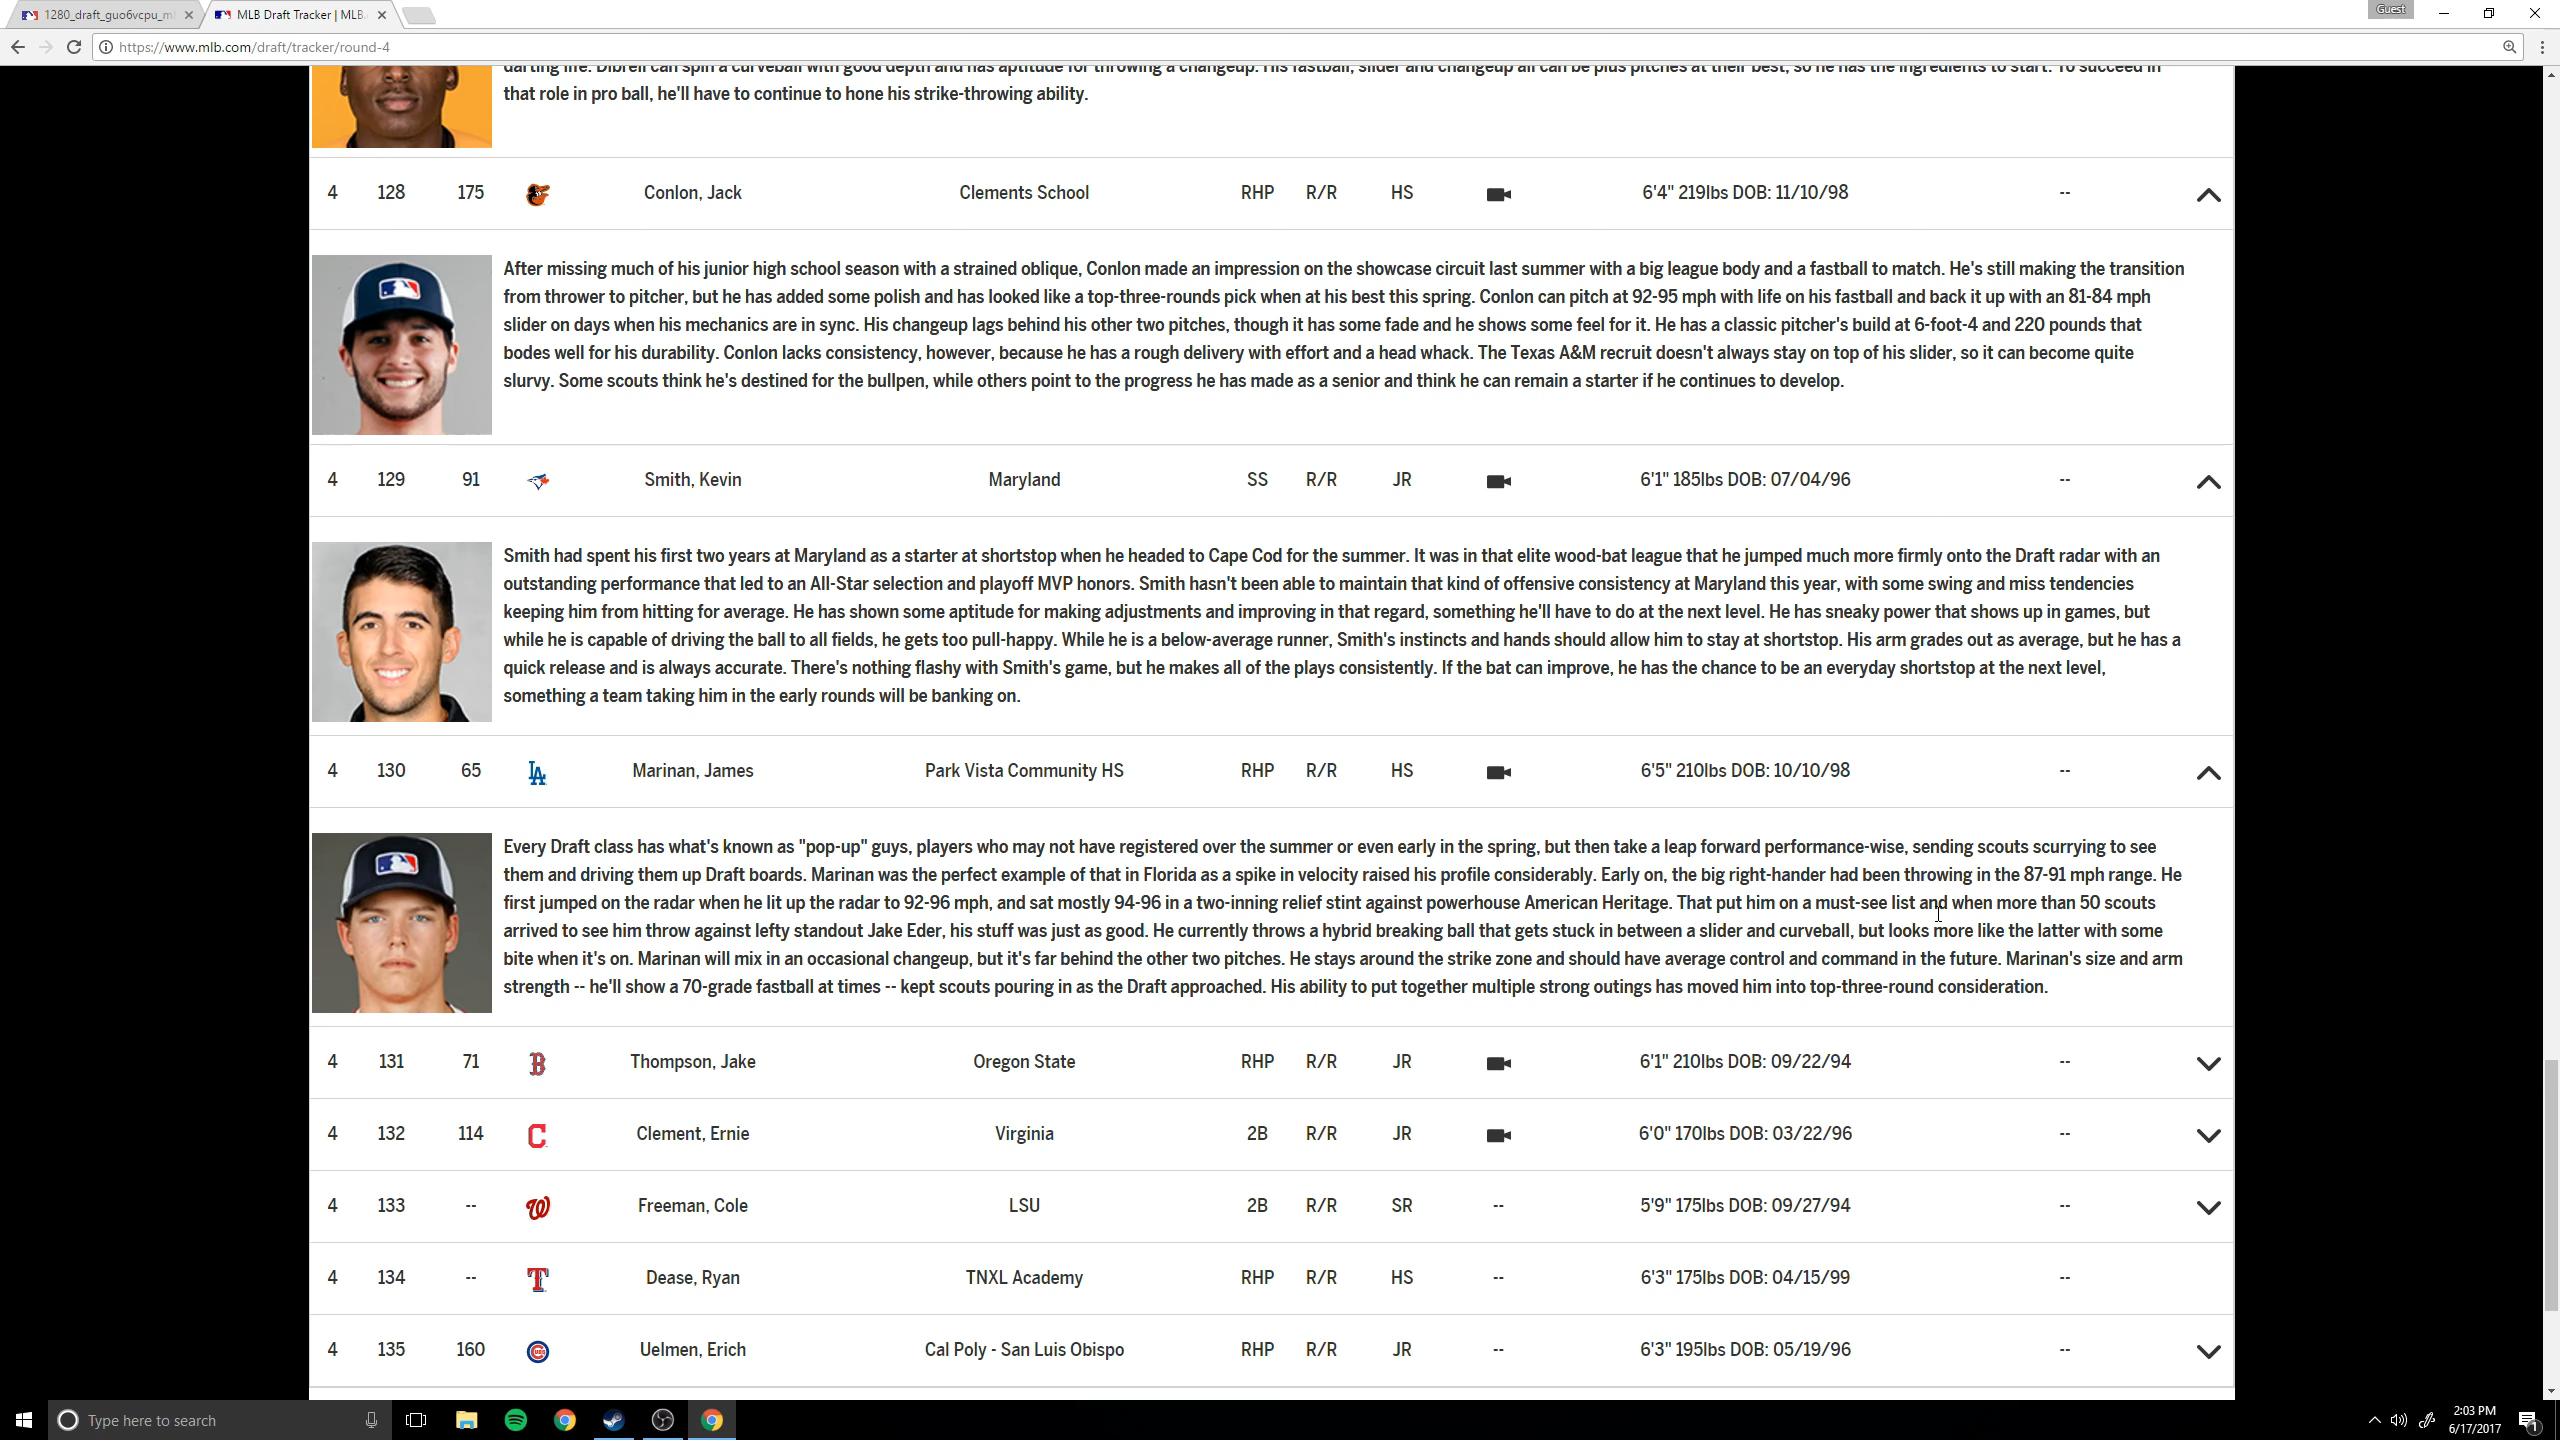 1280_draft_guo6vcpu_m
MLB Draft Tracker | MLB.
Guest
https://www.mlb.com/draft/tracker/round-4
darting life. Dibrell can spin a curveball with good depth and has aptitude for throwing a changeup. His fastball, slider and changeup all can be plus pitches at their best, so he has the ingredients to start. To succeed in
that role in pro ball, he'll have to continue to hone his strike-throwing ability.
4 128 175 Conlon, Jack Clements School RHP R/R HS 6'4" 219lbs DOB: 11/10/98 --
After missing much of his junior high school season with a strained oblique, Conlon made an impression on the showcase circuit last summer with a big league body and a fastball to match. He's still making the transition
from thrower to pitcher, but he has added some polish and has looked like a top-three-rounds pick when at his best this spring. Conlon can pitch at 92-95 mph with life on his fastball and back it up with an 81-84 mph
slider on days when his mechanics are in sync. His changeup lags behind his other two pitches, though it has some fade and he shows some feel for it. He has a classic pitcher's build at 6-foot-4 and 220 pounds that
bodes well for his durability. Conlon lacks consistency, however, because he has a rough delivery with effort and a head whack. The Texas A&M recruit doesn't always stay on top of his slider, so it can become quite
slurvy. Some scouts think he's destined for the bullpen, while others point to the progress he has made as a senior and think he can remain a starter if he continues to develop.
4 129 91 Smith, Kevin Maryland SS R/R JR 6'1" 185lbs DOB: 07/04/96 --
Smith had spent his first two years at Maryland as a starter at shortstop when he headed to Cape Cod for the summer. It was in that elite wood-bat league that he jumped much more firmly onto the Draft radar with an
outstanding performance that led to an All-Star selection and playoff MVP honors. Smith hasn't been able to maintain that kind of offensive consistency at Maryland this year, with some swing and miss tendencies
keeping him from hitting for average. He has shown some aptitude for making adjustments and improving in that regard, something he'll have to do at the next level. He has sneaky power that shows up in games, but
while he is capable of driving the ball to all fields, he gets too pull-happy. While he is a below-average runner, Smith's instincts and hands should allow him to stay at shortstop. His arm grades out as average, but he has a
quick release and is always accurate. There's nothing flashy with Smith's game, but he makes all of the plays consistently. If the bat can improve, he has the chance to be an everyday shortstop at the next level,
something a team taking him in the early rounds will be banking on.
4 130 65 LA Marinan, James Park Vista Community HS RHP R/R HS 6'5" 210lbs DOB: 10/10/98 --
Every Draft class has what's known as "pop-up" guys, players who may not have registered over the summer or even early in the spring, but then take a leap forward performance-wise, sending scouts scurrying to see
them and driving them up Draft boards. Marinan was the perfect example of that in Florida as a spike in velocity raised his profile considerably. Early on, the big right-hander had been throwing in the 87-91 mph range. He
first jumped on the radar when he lit up the radar to 92-96 mph, and sat mostly 94-96 in a two-inning relief stint against powerhouse American Heritage. That put him on a must-see list and when more than 50 scouts
arrived to see him throw against lefty standout Jake Eder, his stuff was just as good. He currently throws a hybrid breaking ball that gets stuck in between a slider and curveball, but looks more like the latter with some
bite when it's on. Marinan will mix in an occasional changeup, but it's far behind the other two pitches. He stays around the strike zone and should have average control and command in the future. Marinan's size and arm
strength -- he'll show a 70-grade fastball at times -- kept scouts pouring in as the Draft approached. His ability to put together multiple strong outings has moved him into top-three-round consideration.
4 131 71 B Thompson, Jake Oregon State RHP R/R JR 6'1" 210lbs DOB: 09/22/94 --
4 132 114 C Clement, Ernie Virginia 2B R/R JR 6'0" 170lbs DOB: 03/22/96 --
4 133 -- W Freeman, Cole LSU 2B R/R SR -- 5'9" 175lbs DOB: 09/27/94 --
4 134 -- T Dease, Ryan TNXL Academy RHP R/R HS -- 6'3" 175lbs DOB: 04/15/99 --
4 135 160 Uelmen, Erich Cal Poly - San Luis Obispo RHP R/R JR -- 6'3" 195lbs DOB: 05/19/96 --
Type here to search
2:03 PM
6/17/2017
1